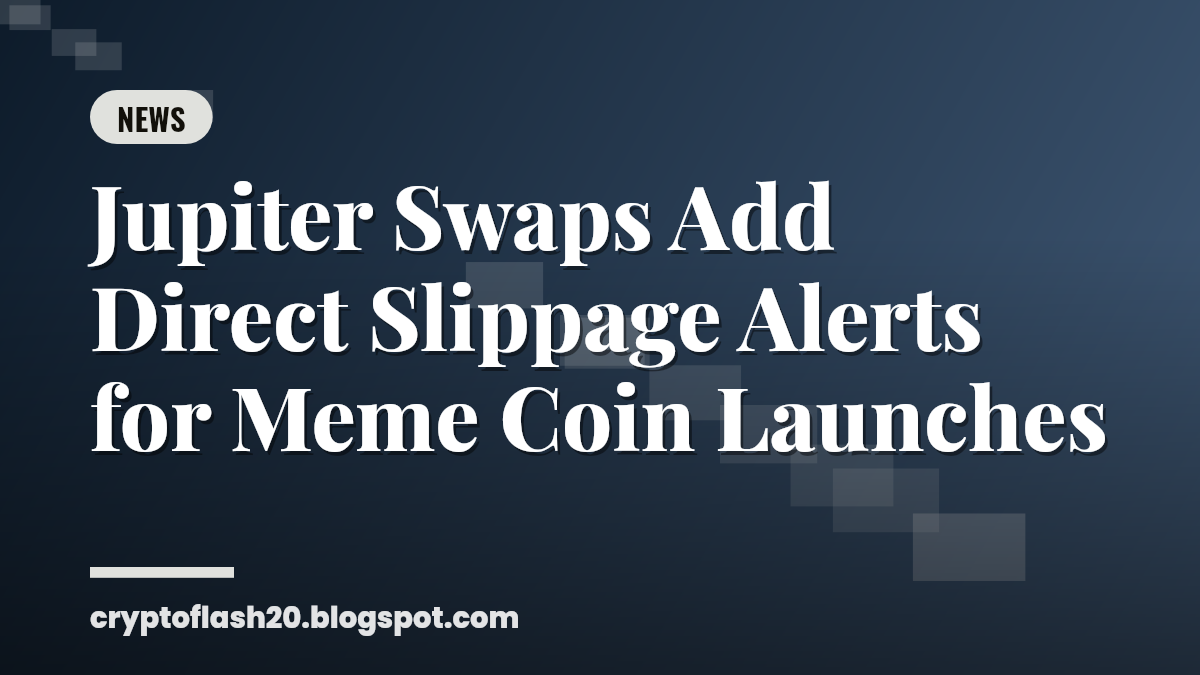 NEWS
Jupiter Swaps Add
Direct Slippage Alerts
for Meme Coin Launches
cryptoflash20.blogspot.com